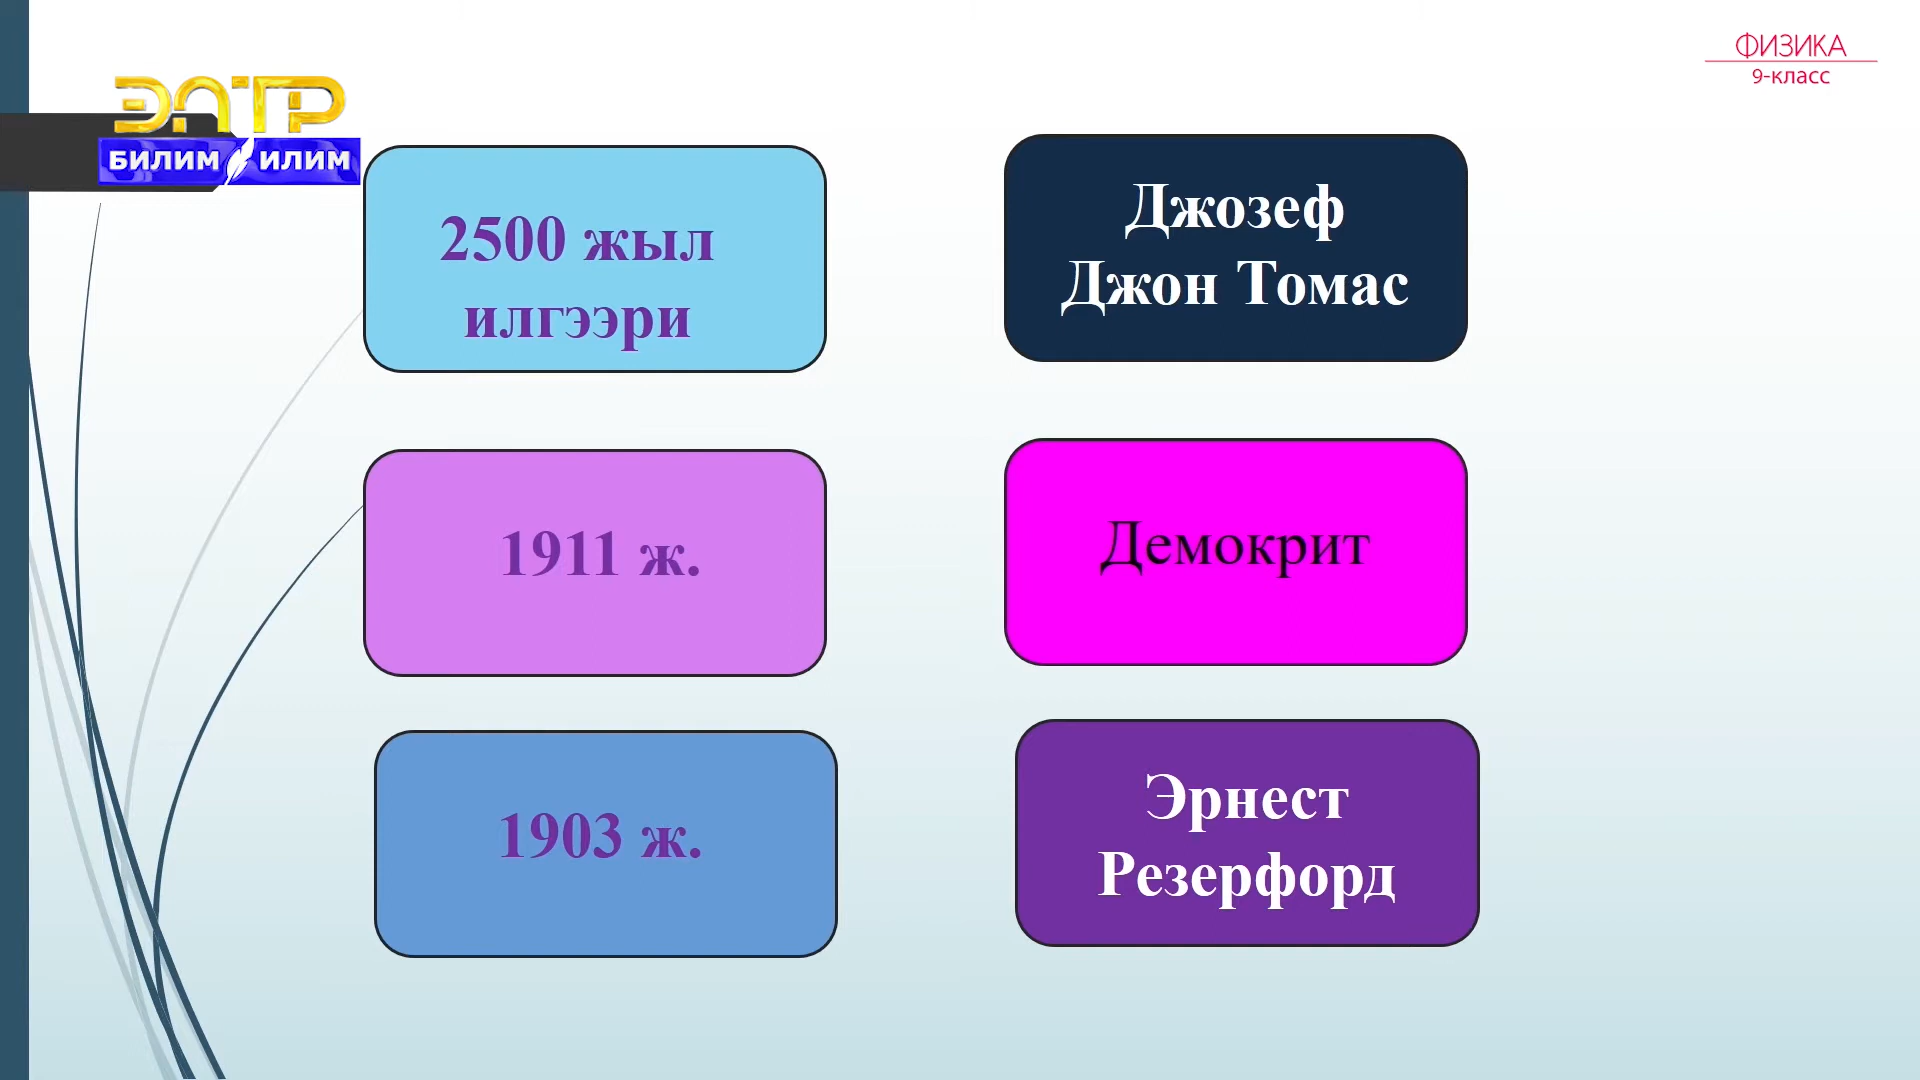 ФИЗИКА
9-класс
ЭЛТР
БИЛИМ ИЛИМ
2500 жыл
илгээри
Джозеф
Джон Томас
1911 ж.
Демокрит
1903 ж.
Эрнест
Резерфорд